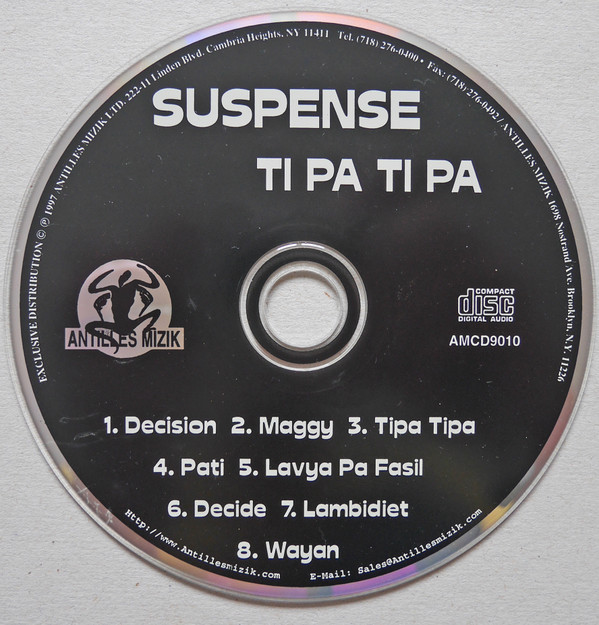 EXCLUSIVE DISTRIBUTION © ℗ 1997 ANTILLES MIZIK LTD. 222-11 Linden Blvd. Cambria Heights, NY 11411 Tel. (718) 276-0400 • Fax: (718) 276-0492 / ANTILLES MIZIK 1698 Nostrand Ave. Brooklyn, N.Y. 11226
SUSPENSE
TI PA TI PA
ANTILLES MIZIK
COMPACT
disc
DIGITAL AUDIO
AMCD9010
1. Decision 2. Maggy 3. Tipa Tipa
4. Pati 5. Lavya Pa Fasil
6. Decide 7. Lambidiet
8. Wayan
Http://www.Antillesmizik.com E-Mail: Sales@Antillesmizik.com